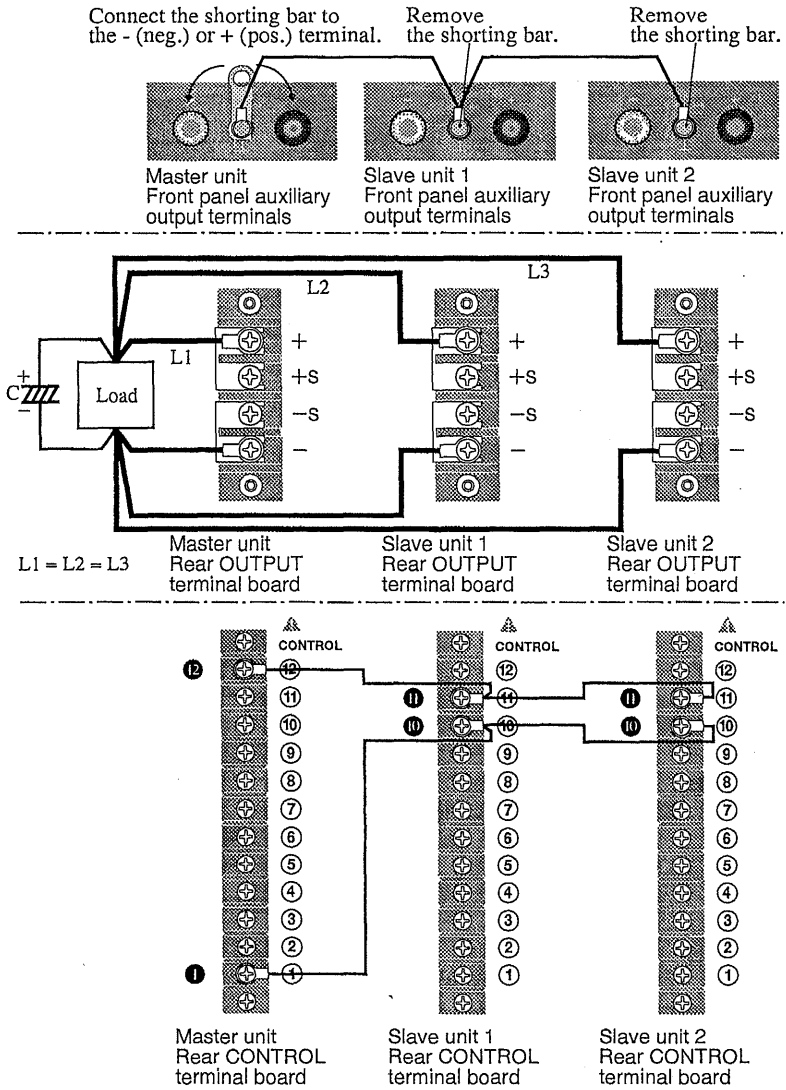 Connect the shorting bar to
the - (neg.) or + (pos.) terminal.
Remove
the shorting bar.
Remove
the shorting bar.
Master unit
Front panel auxiliary
output terminals
Slave unit 1
Front panel auxiliary
output terminals
Slave unit 2
Front panel auxiliary
output terminals
L3
L2
L1
+
C
−
Load
+
+S
−S
−
+
+S
−S
−
+
+S
−S
−
L1 = L2 = L3
Master unit
Rear OUTPUT
terminal board
Slave unit 1
Rear OUTPUT
terminal board
Slave unit 2
Rear OUTPUT
terminal board
CONTROL
⓬
⑫
⑪
⑩
⑨
⑧
⑦
⑥
⑤
④
③
②
❶
①
CONTROL
⑫
⓫
⑪
❿
⑩
⑨
⑧
⑦
⑥
⑤
④
③
②
①
CONTROL
⑫
⓫
⑪
❿
⑩
⑨
⑧
⑦
⑥
⑤
④
③
②
①
Master unit
Rear CONTROL
terminal board
Slave unit 1
Rear CONTROL
terminal board
Slave unit 2
Rear CONTROL
terminal board